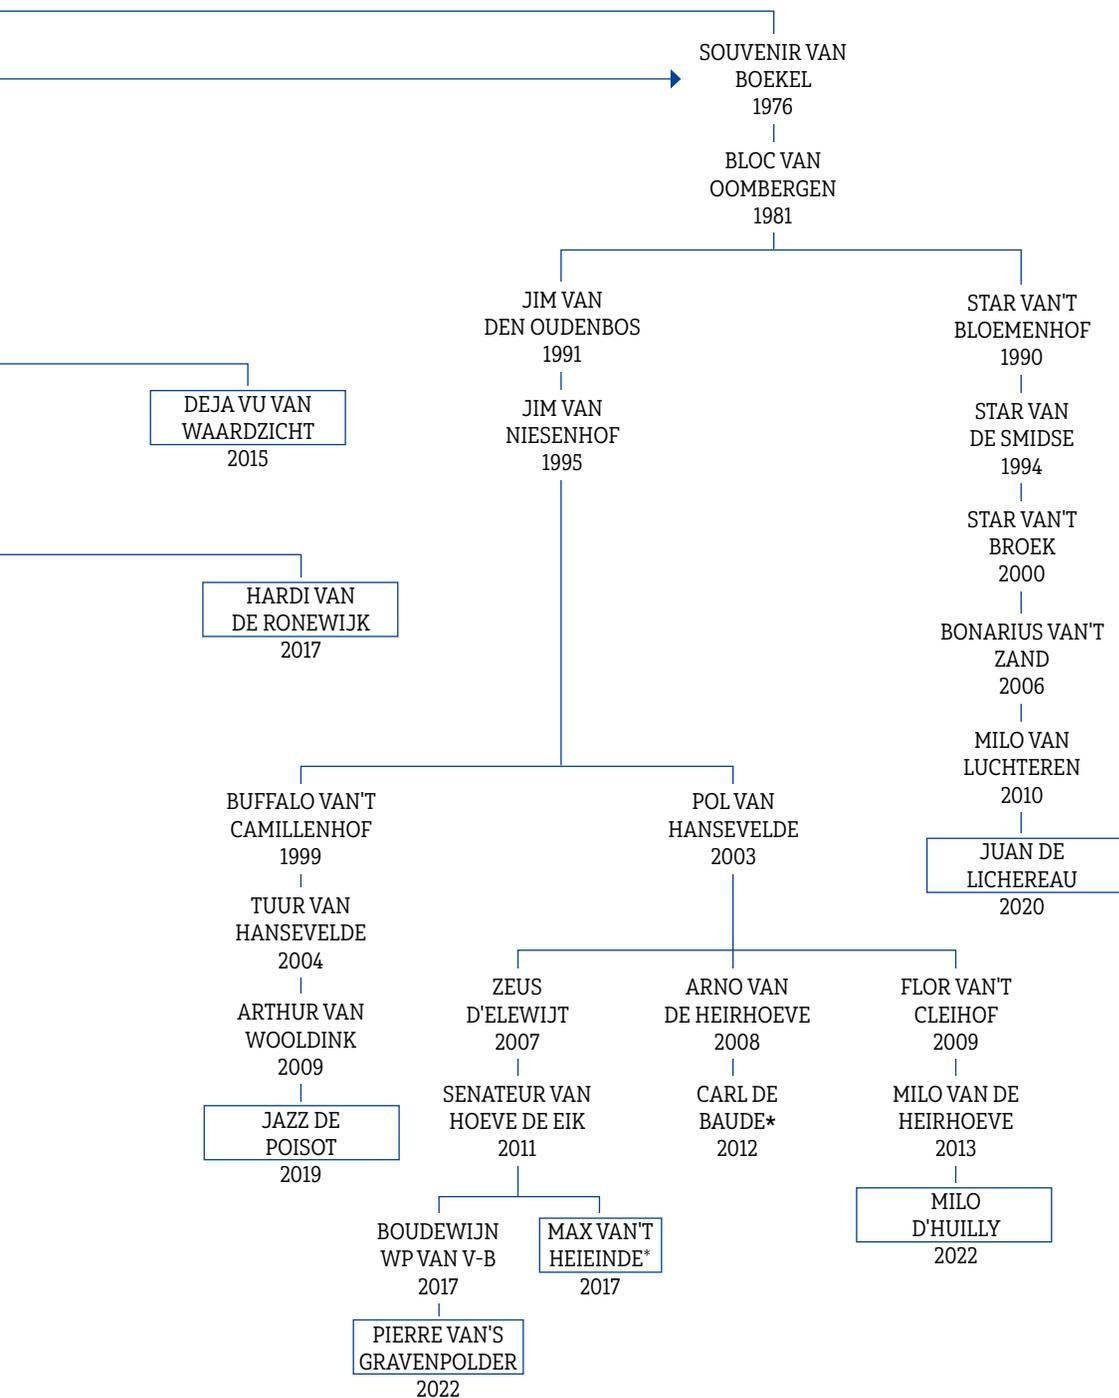 SOUVENIR VAN
BOEKEL
1976
BLOC VAN
OOMBERGEN
1981
JIM VAN
DEN OUDENBOS
1991
STAR VAN'T
BLOEMENHOF
1990
DEJA VU VAN
WAARDZICHT
2015
JIM VAN
NIESENHOF
1995
STAR VAN
DE SMIDSE
1994
STAR VAN'T
BROEK
2000
HARDI VAN
DE RONEWIJK
2017
BONARIUS VAN'T
ZAND
2006
MILO VAN
LUCHTEREN
2010
JUAN DE
LICHEREAU
2020
BUFFALO VAN'T
CAMILLENHOF
1999
POL VAN
HANSEVELDE
2003
TUUR VAN
HANSEVELDE
2004
ARTHUR VAN
WOOLDINK
2009
JAZZ DE
POISOT
2019
ZEUS
D'ELEWIJT
2007
ARNO VAN
DE HEIRHOEVE
2008
FLOR VAN'T
CLEIHOF
2009
SENATEUR VAN
HOEVE DE EIK
2011
CARL DE
BAUDE*
2012
MILO VAN DE
HEIRHOEVE
2013
BOUDEWIJN
WP VAN V-B
2017
MAX VAN'T
HEIEINDE*
2017
MILO
D'HUILLY
2022
PIERRE VAN'S
GRAVENPOLDER
2022